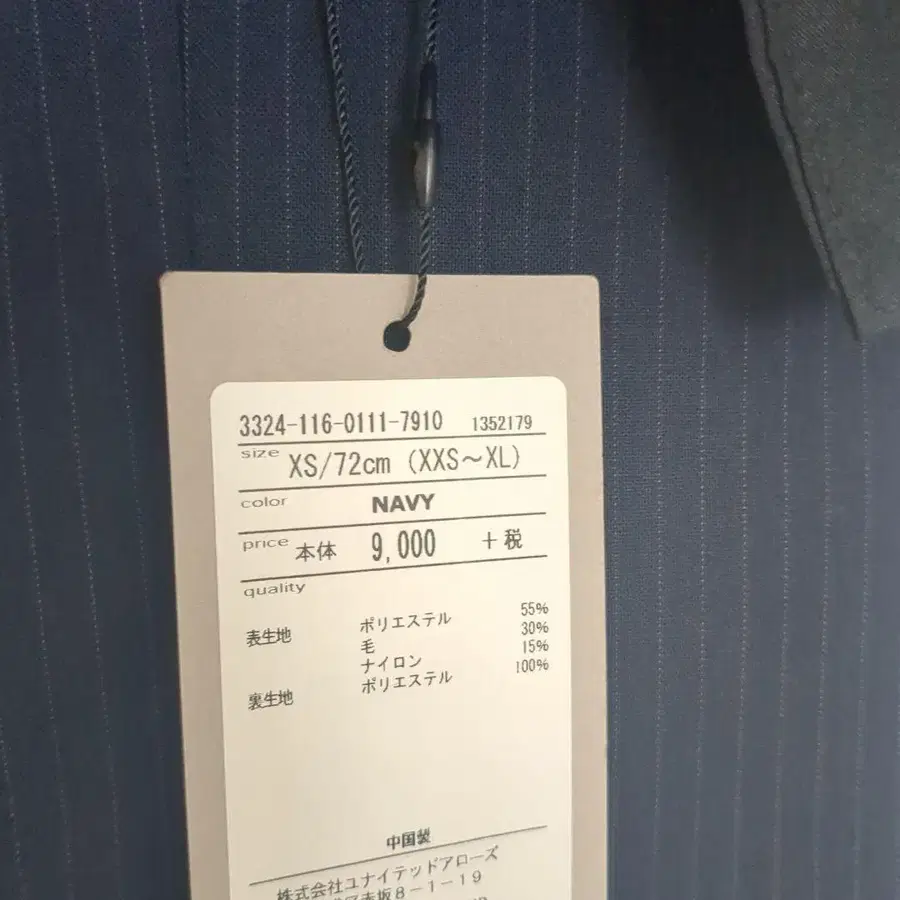 3324-116-0111-7910 1352179
size XS/72cm (XXS～XL)
color NAVY
price 本体 9,000 +税
quality
表生地 ポリエステル 55%
毛 30%
ナイロン 15%
裏生地 ポリエステル 100%
中国製
株式会社ユナイテッドアローズ
赤坂8-1-19